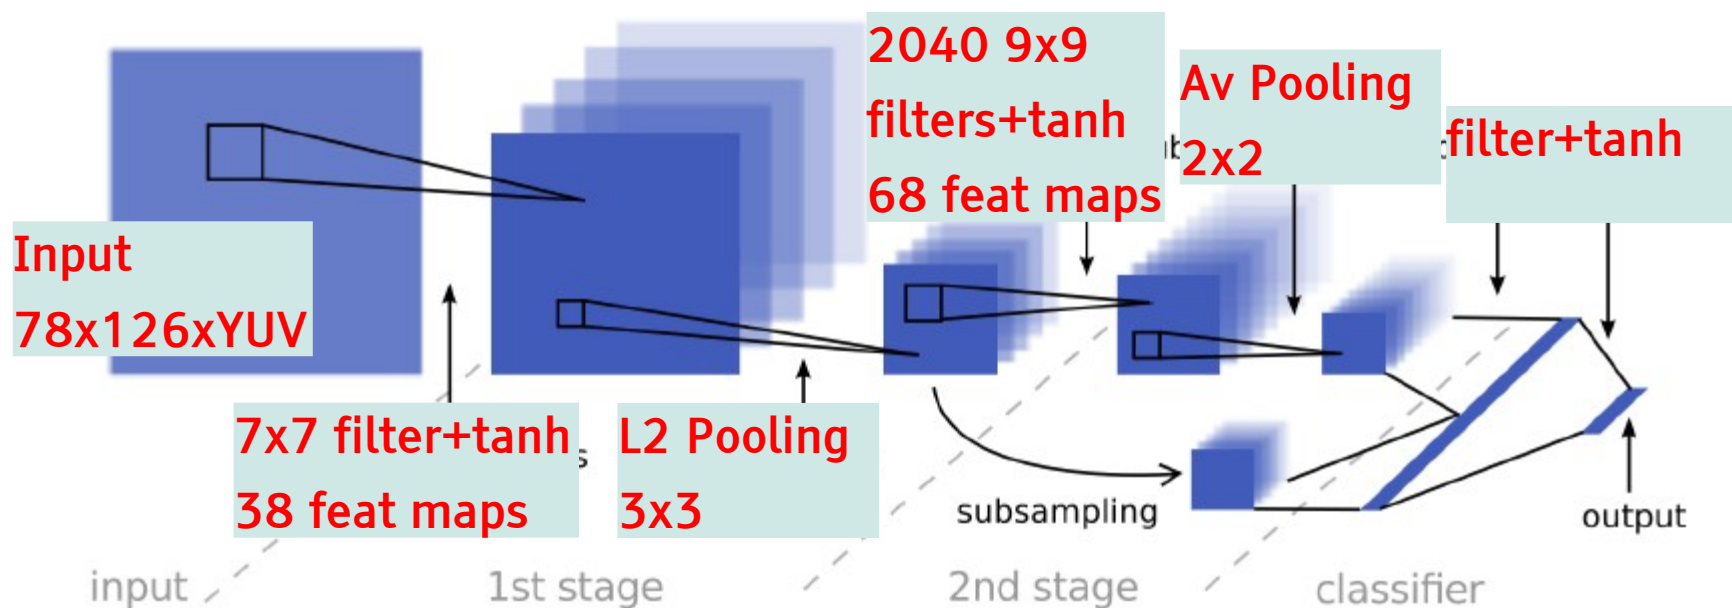 2040 9x9
filters+tanh
68 feat maps
Av Pooling
2x2
filter+tanh
Input
78x126xYUV
7x7 filter+tanh
38 feat maps
L2 Pooling
3x3
subsampling
output
input
1st stage
2nd stage
classifier